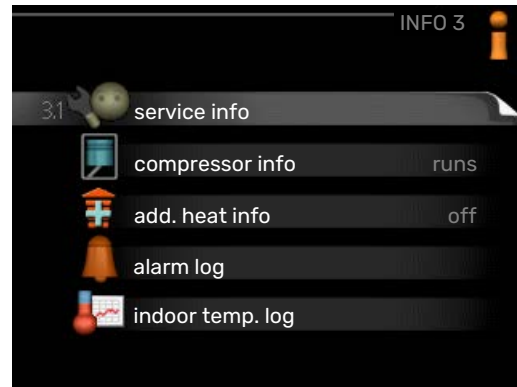 INFO 3
3.1 service info
compressor info runs
add. heat info off
alarm log
indoor temp. log